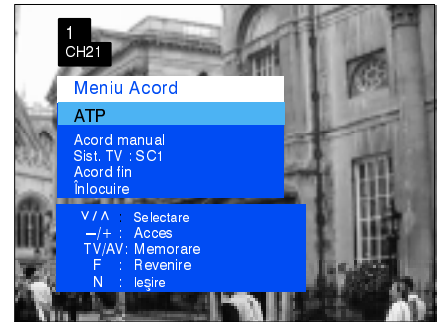 1
CH21
Meniu Acord
ATP
Acord manual
Sist. TV : SC1
Acord fin
Înlocuire
V / Λ : Selectare
–/+ : Acces
TV/AV: Memorare
F : Revenire
N : Ieşire